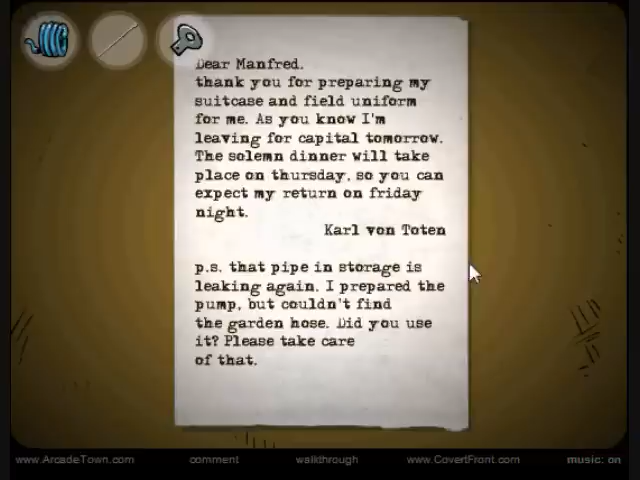 Dear Manfred.
thank you for preparing my
suitcase and field uniform
for me. As you know I'm
leaving for capital tomorrow.
The solemn dinner will take
place on thursday, so you can
expect my return on friday
night.
Karl von Toten
p.s. that pipe in storage is
leaking again. I prepared the
pump, but couldn't find
the garden hose. Did you use
it? Please take care
of that.
www.ArcadeTown.com comment walkthrough www.CovertFront.com music: on